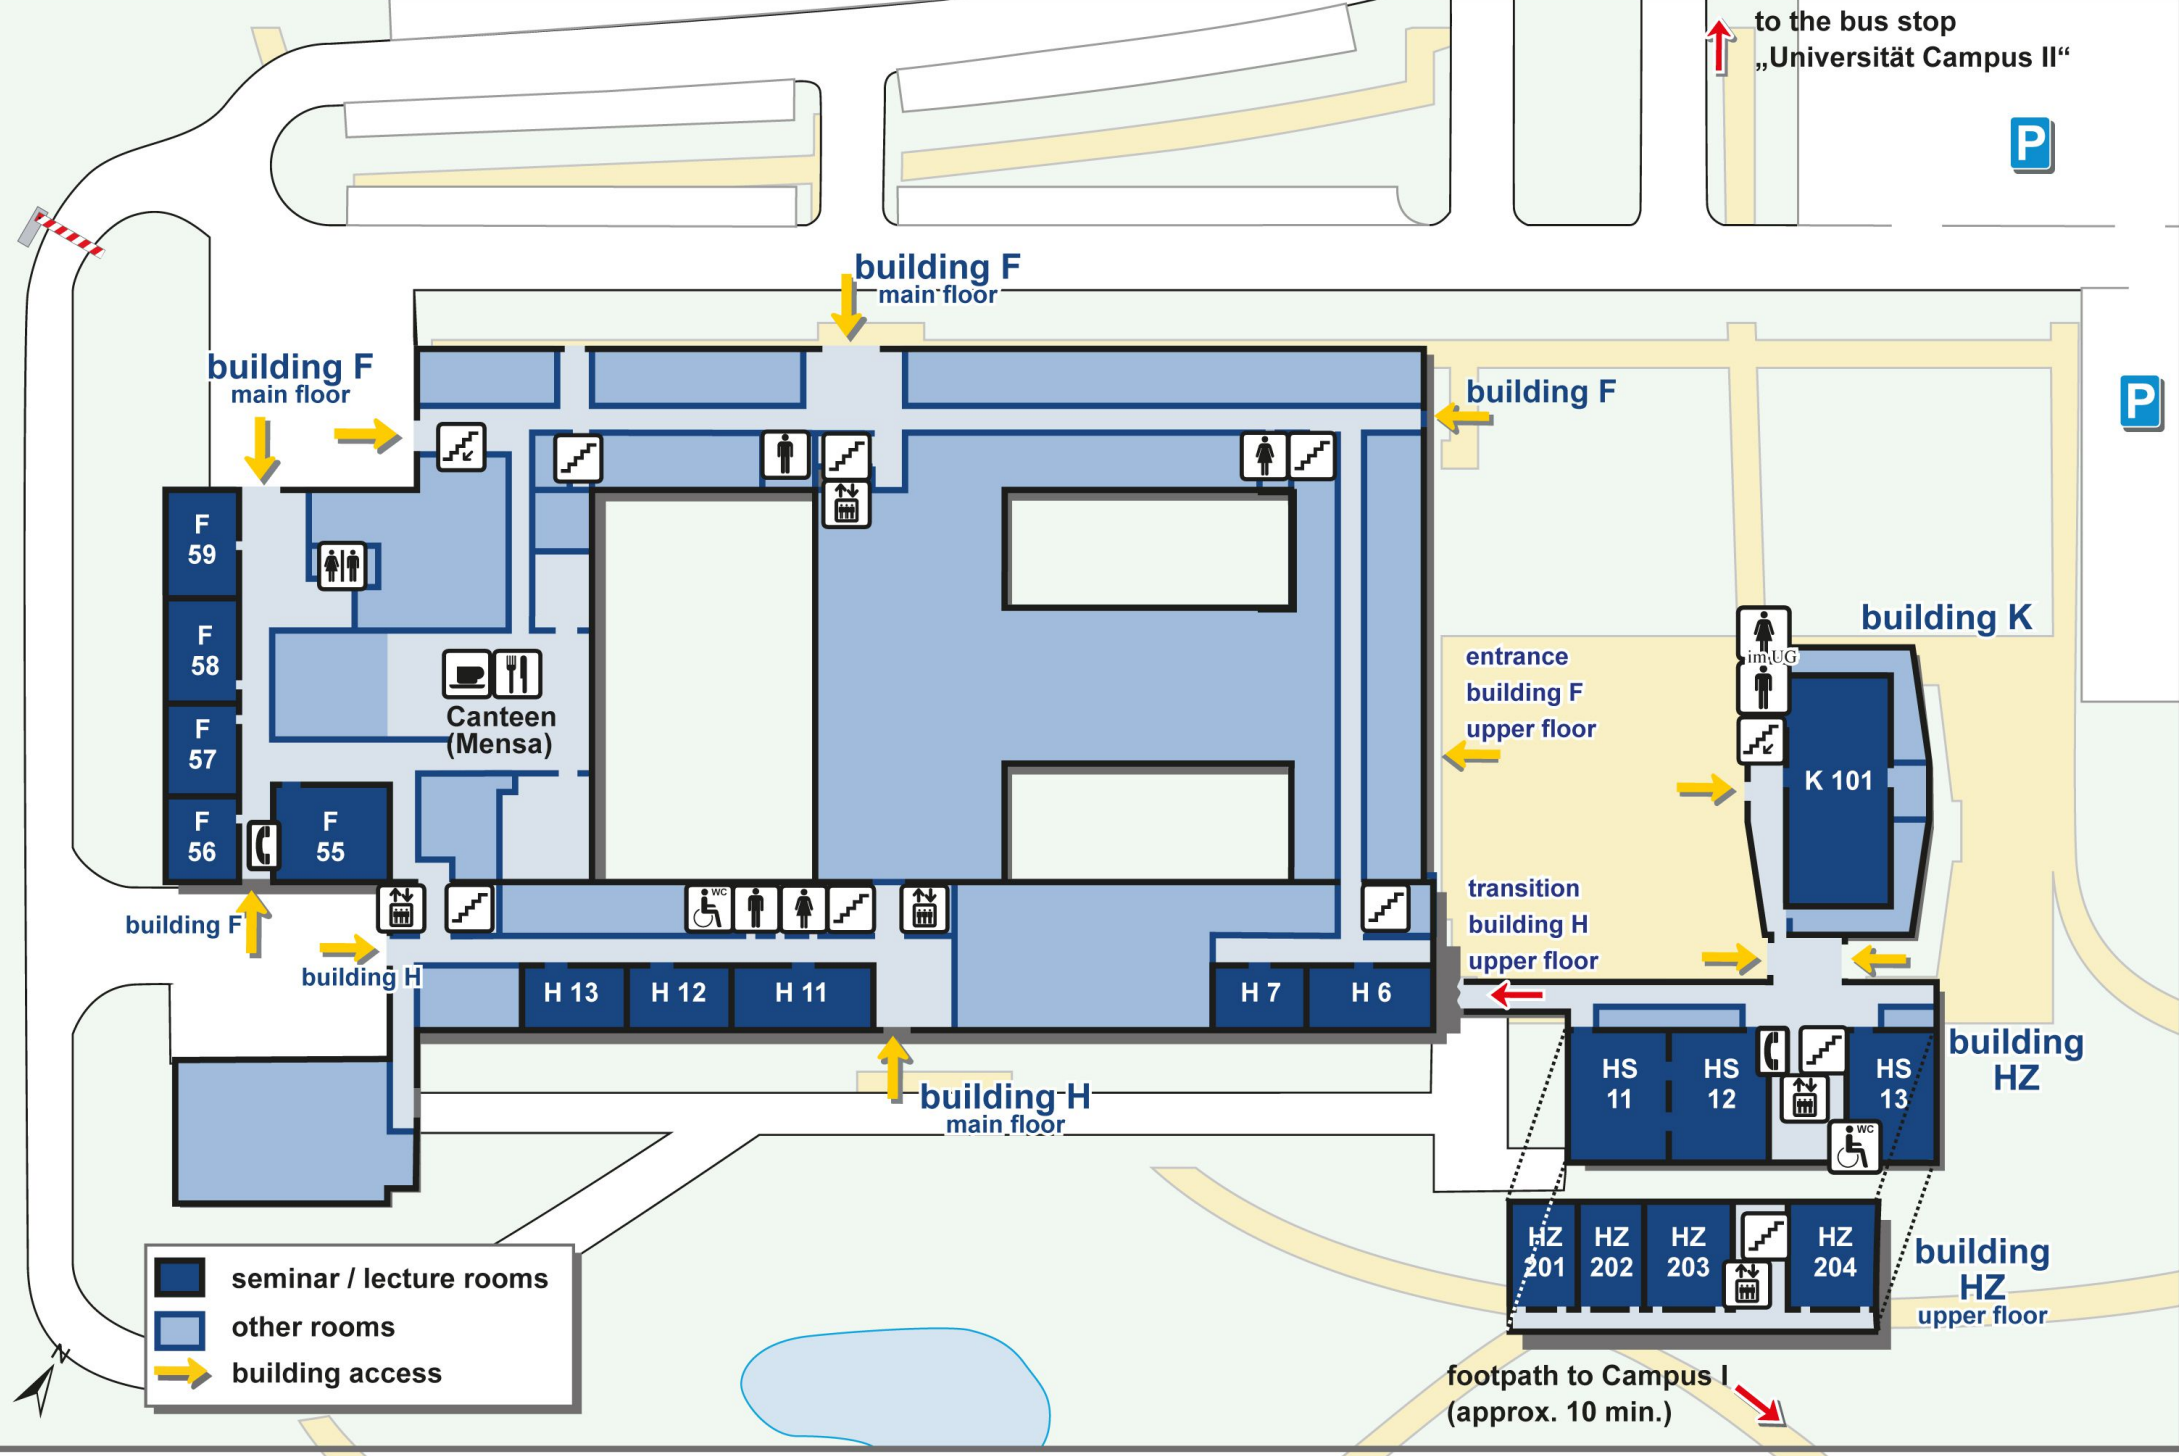 to the bus stop
„Universität Campus II“
P
building F
main floor
building F
main floor
building F
P
F
59
F
58
F
57
F
56
F
55
Canteen
(Mensa)
entrance
building F
upper floor
im UG
building K
K 101
transition
building H
upper floor
building F
building H
WC
H 13
H 12
H 11
H 7
H 6
building H
main floor
HS
11
HS
12
HS
13
WC
building
HZ
HZ
201
HZ
202
HZ
203
HZ
204
building
HZ
upper floor
seminar / lecture rooms
other rooms
building access
N
footpath to Campus I
(approx. 10 min.)